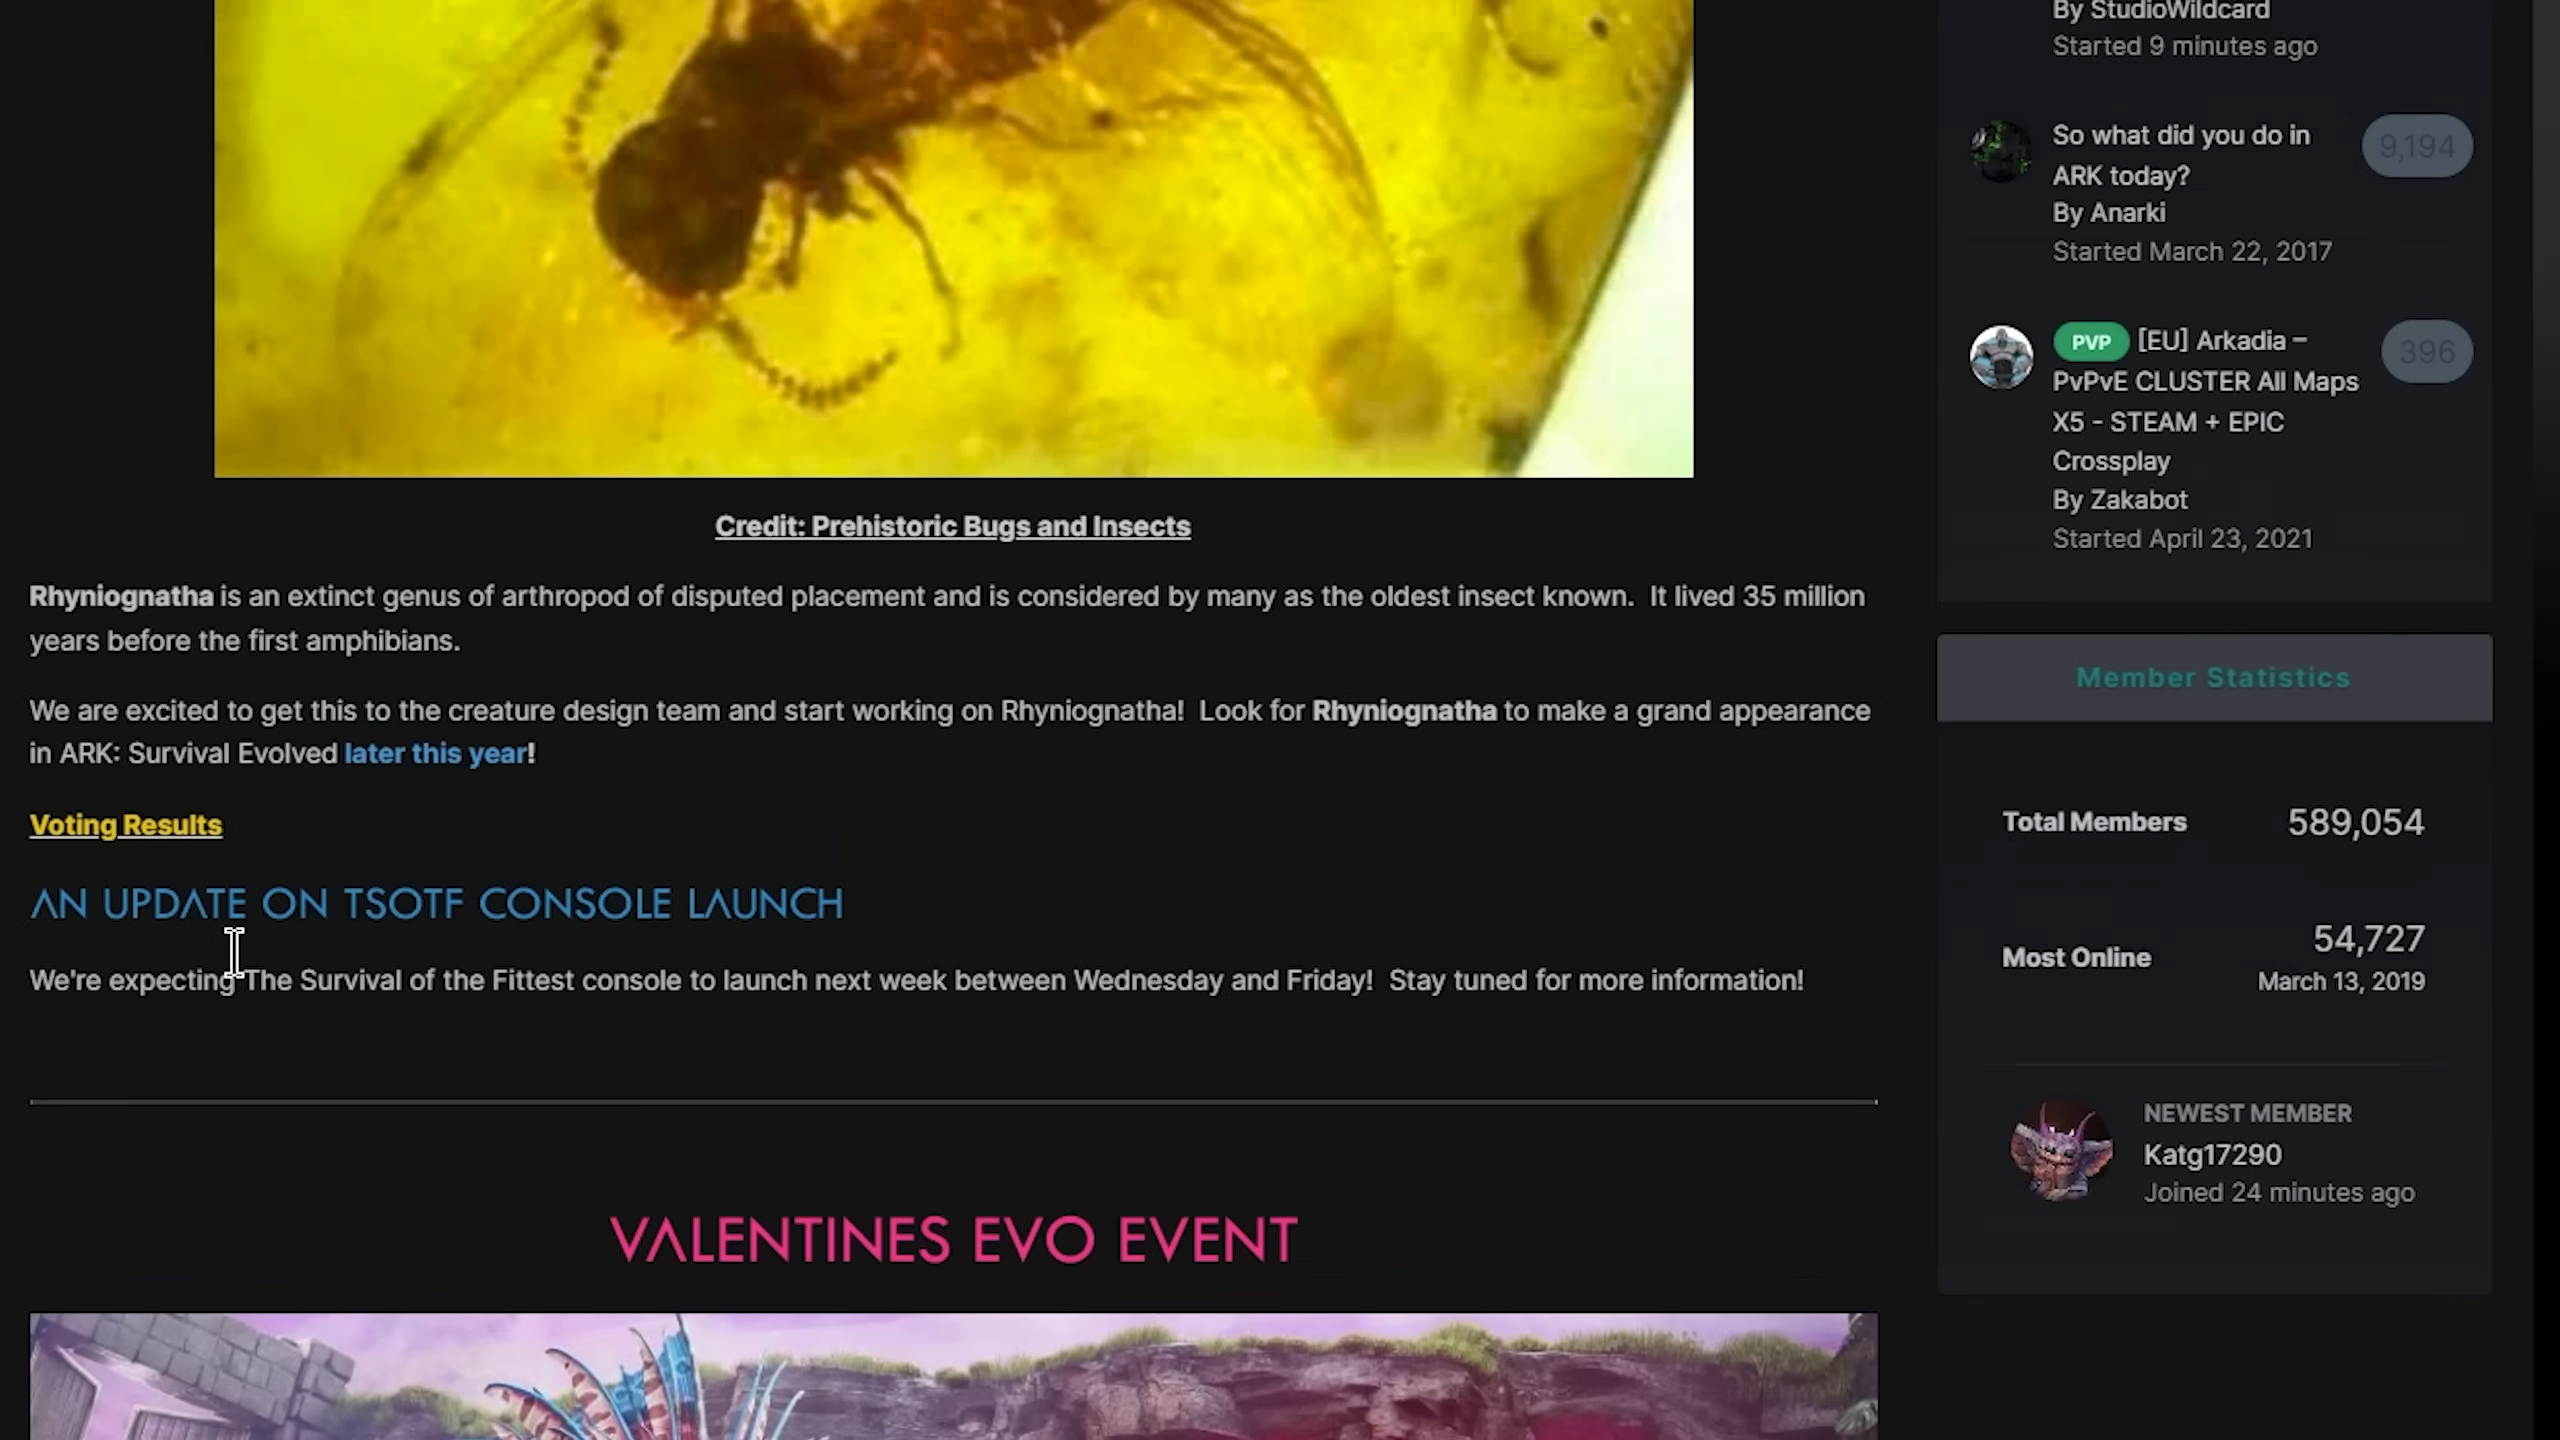 By StudioWildcard
Started 9 minutes ago
So what did you do in
ARK today?
By Anarki
Started March 22, 2017
9,194
PVP [EU] Arkadia –
PvPvE CLUSTER All Maps
X5 - STEAM + EPIC
Crossplay
By Zakabot
Started April 23, 2021
396
Credit: Prehistoric Bugs and Insects
Rhyniognatha is an extinct genus of arthropod of disputed placement and is considered by many as the oldest insect known.  It lived 35 million
years before the first amphibians.
We are excited to get this to the creature design team and start working on Rhyniognatha!  Look for Rhyniognatha to make a grand appearance
in ARK: Survival Evolved later this year!
Voting Results
AN UPDATE ON TSOTF CONSOLE LAUNCH
We're expecting The Survival of the Fittest console to launch next week between Wednesday and Friday!  Stay tuned for more information!
VALENTINES EVO EVENT
Member Statistics
Total Members 589,054
Most Online 54,727
March 13, 2019
NEWEST MEMBER
Katg17290
Joined 24 minutes ago